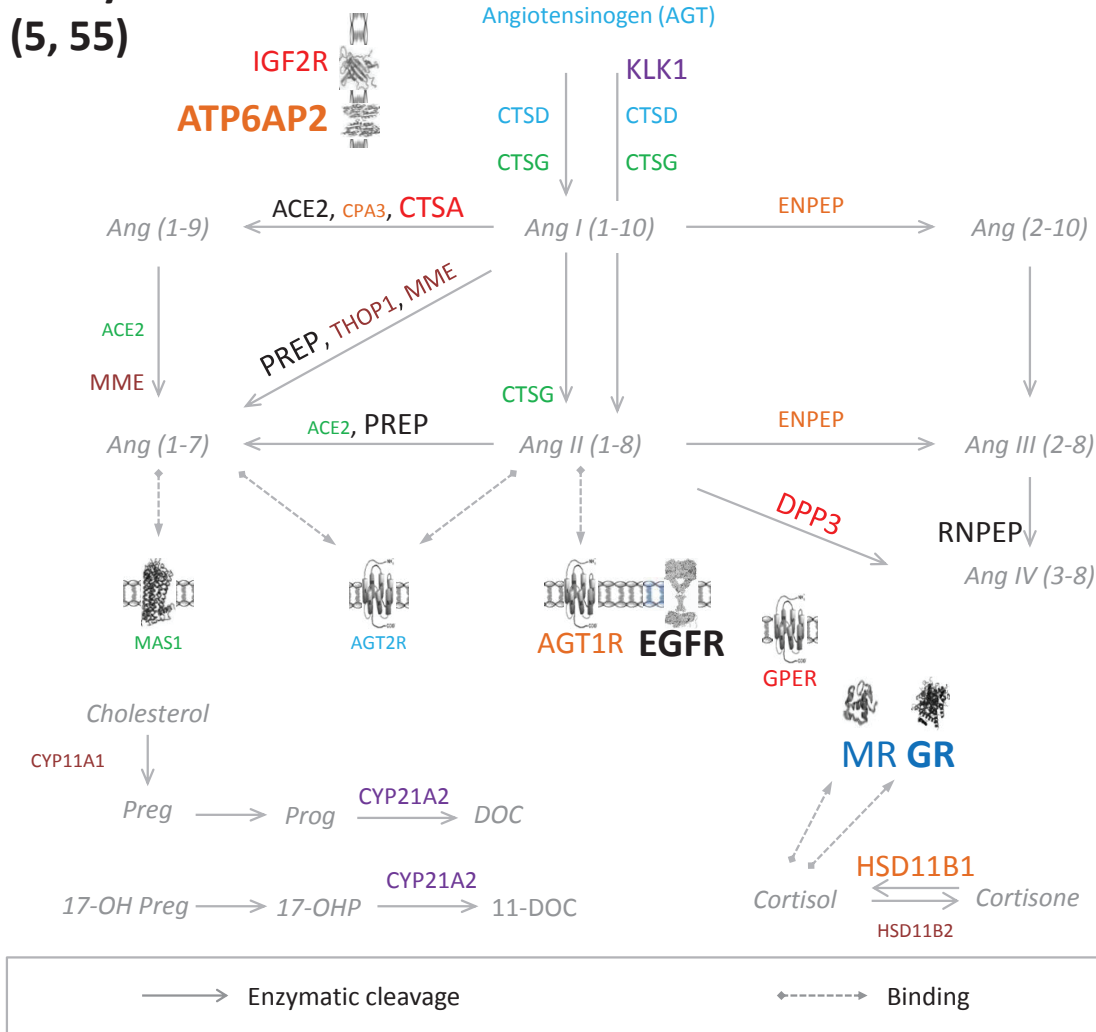 (5, 55)
Angiotensinogen (AGT)
IGF2R
KLK1
ATP6AP2
CTSD
CTSD
CTSG
CTSG
ACE2, CPA3, CTSA
ENPEP
Ang (1-9)
Ang I (1-10)
Ang (2-10)
PREP, THOP1, MME
ACE2
MME
CTSG
ACE2, PREP
ENPEP
Ang (1-7)
Ang II (1-8)
Ang III (2-8)
DPP3
RNPEP
Ang IV (3-8)
MAS1
AGT2R
AGT1R EGFR
GPER
Cholesterol
MR GR
CYP11A1
Preg
Prog
CYP21A2
DOC
HSD11B1
17-OH Preg
17-OHP
CYP21A2
11-DOC
Cortisol
Cortisone
HSD11B2
Enzymatic cleavage
Binding